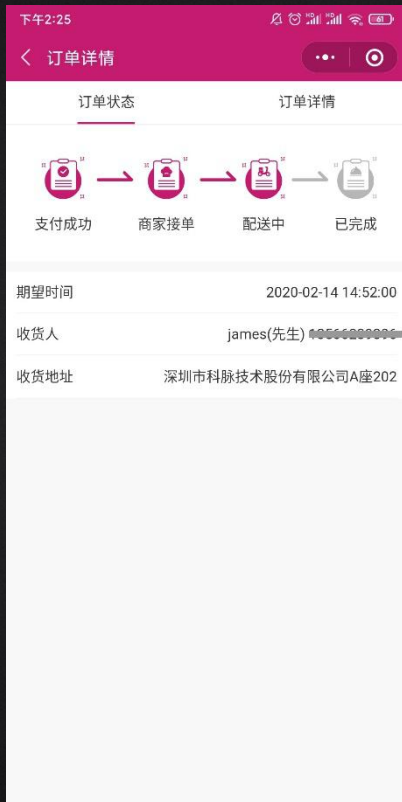 下午2:25
61
订单详情
订单状态 订单详情
支付成功 商家接单 配送中 已完成
期望时间 2020-02-14 14:52:00
收货人 james(先生)
收货地址 深圳市科脉技术股份有限公司A座202